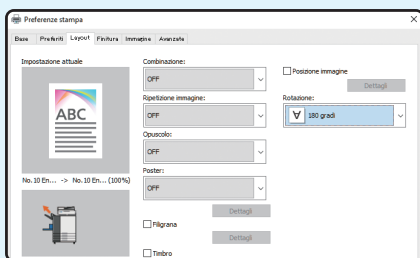 Preferenze stampa
Base Preferiti Layout Finitura Immagine Avanzate
Impostazione attuale
ABC
No. 10 En... -> No. 10 En... (100%)
Combinazione:
OFF
Ripetizione immagine:
OFF
Opuscolo:
OFF
Poster:
OFF
Dettagli
Filigrana
Dettagli
Timbro
Posizione immagine
Dettagli
Rotazione:
A 180 gradi